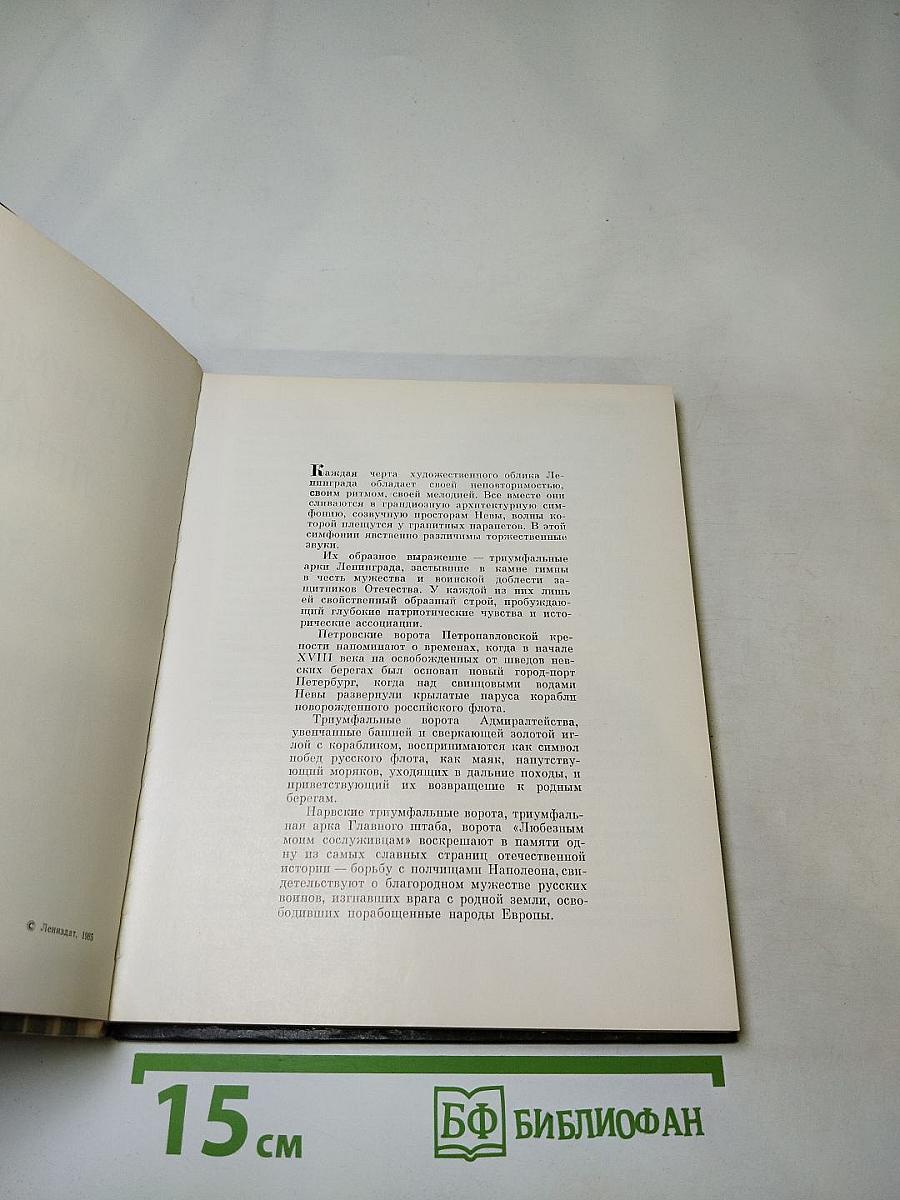 © Лениздат, 1985
Каждая черта художественного облика Ле-
нинграда обладает своей неповторимостью,
своим ритмом, своей мелодией. Все вместе они
сливаются в грандиозную архитектурную сим-
фонию, созвучную просторам Невы, волны ко-
торой плещутся у гранитных парапетов. В этой
симфонии явственно различимы торжественные
звуки.
Их образное выражение — триумфальные
арки Ленинграда, застывшие в камне гимны
в честь мужества и воинской доблести за-
щитников Отечества. У каждой из них лишь
ей свойственный образный строй, пробуждаю-
щий глубокие патриотические чувства и исто-
рические ассоциации.
Петровские ворота Петропавловской кре-
пости напоминают о временах, когда в начале
XVIII века на освобожденных от шведов нев-
ских берегах был основан новый город-порт
Петербург, когда над свинцовыми водами
Невы развернули крылатые паруса корабли
новорожденного российского флота.
Триумфальные ворота Адмиралтейства,
увенчанные башней и сверкающей золотой иг-
лой с корабликом, воспринимаются как символ
побед русского флота, как маяк, напутству-
ющий моряков, уходящих в дальние походы, и
приветствующий их возвращение к родным
берегам.
Нарвские триумфальные ворота, триумфаль-
ная арка Главного штаба, ворота «Любезным
моим сослуживцам» воскрешают в памяти од-
ну из самых славных страниц отечественной
истории — борьбу с полчищами Наполеона, сви-
детельствуют о благородном мужестве русских
воинов, изгнавших врага с родной земли, осво-
бодивших порабощенные народы Европы.
15 см
БФ БИБЛИОФАН